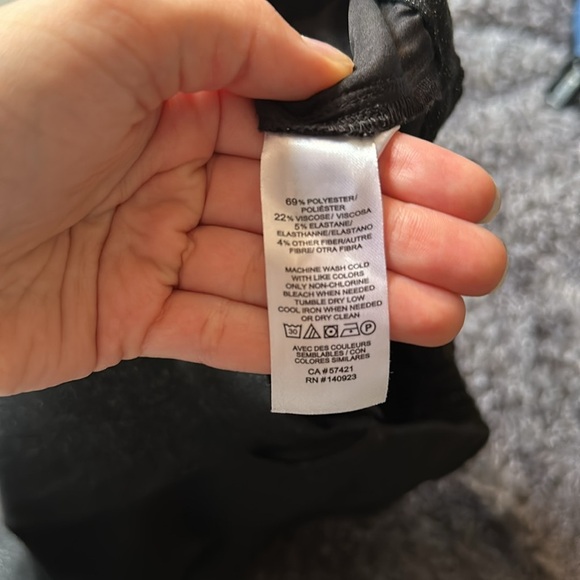 69% POLYESTER/
POLIÉSTER
22% VISCOSE/ VISCOSA
5% ELASTANE/
ELASTHANNE/ELASTANO
4% OTHER FIBER/AUTRE
FIBRE/ OTRA FIBRA
MACHINE WASH COLD
WITH LIKE COLORS
ONLY NON-CHLORINE
BLEACH WHEN NEEDED
TUMBLE DRY LOW
COOL IRON WHEN NEEDED
OR DRY CLEAN
30 P
AVEC DES COULEURS
SEMBLABLES / CON
COLORES SIMILARES
CA # 57421
RN # 140923